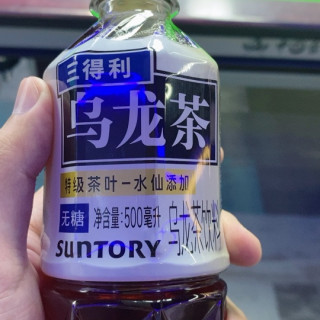 三得利
乌龙茶
特级茶叶-水仙添加
无糖 净含量:500毫升
乌龙茶饮料
SUNTORY